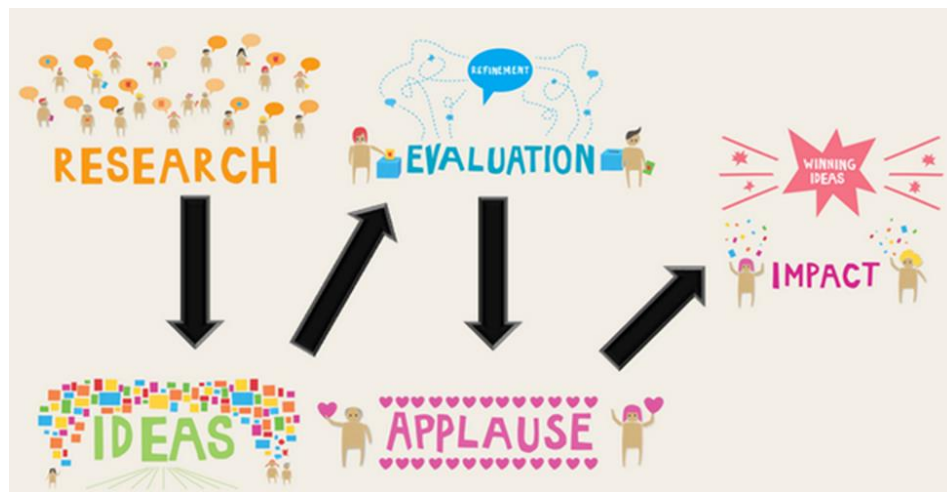 RESEARCH
IDEAS
REFINEMENT
EVALUATION
APPLAUSE
WINNING
IDEAS
IMPACT